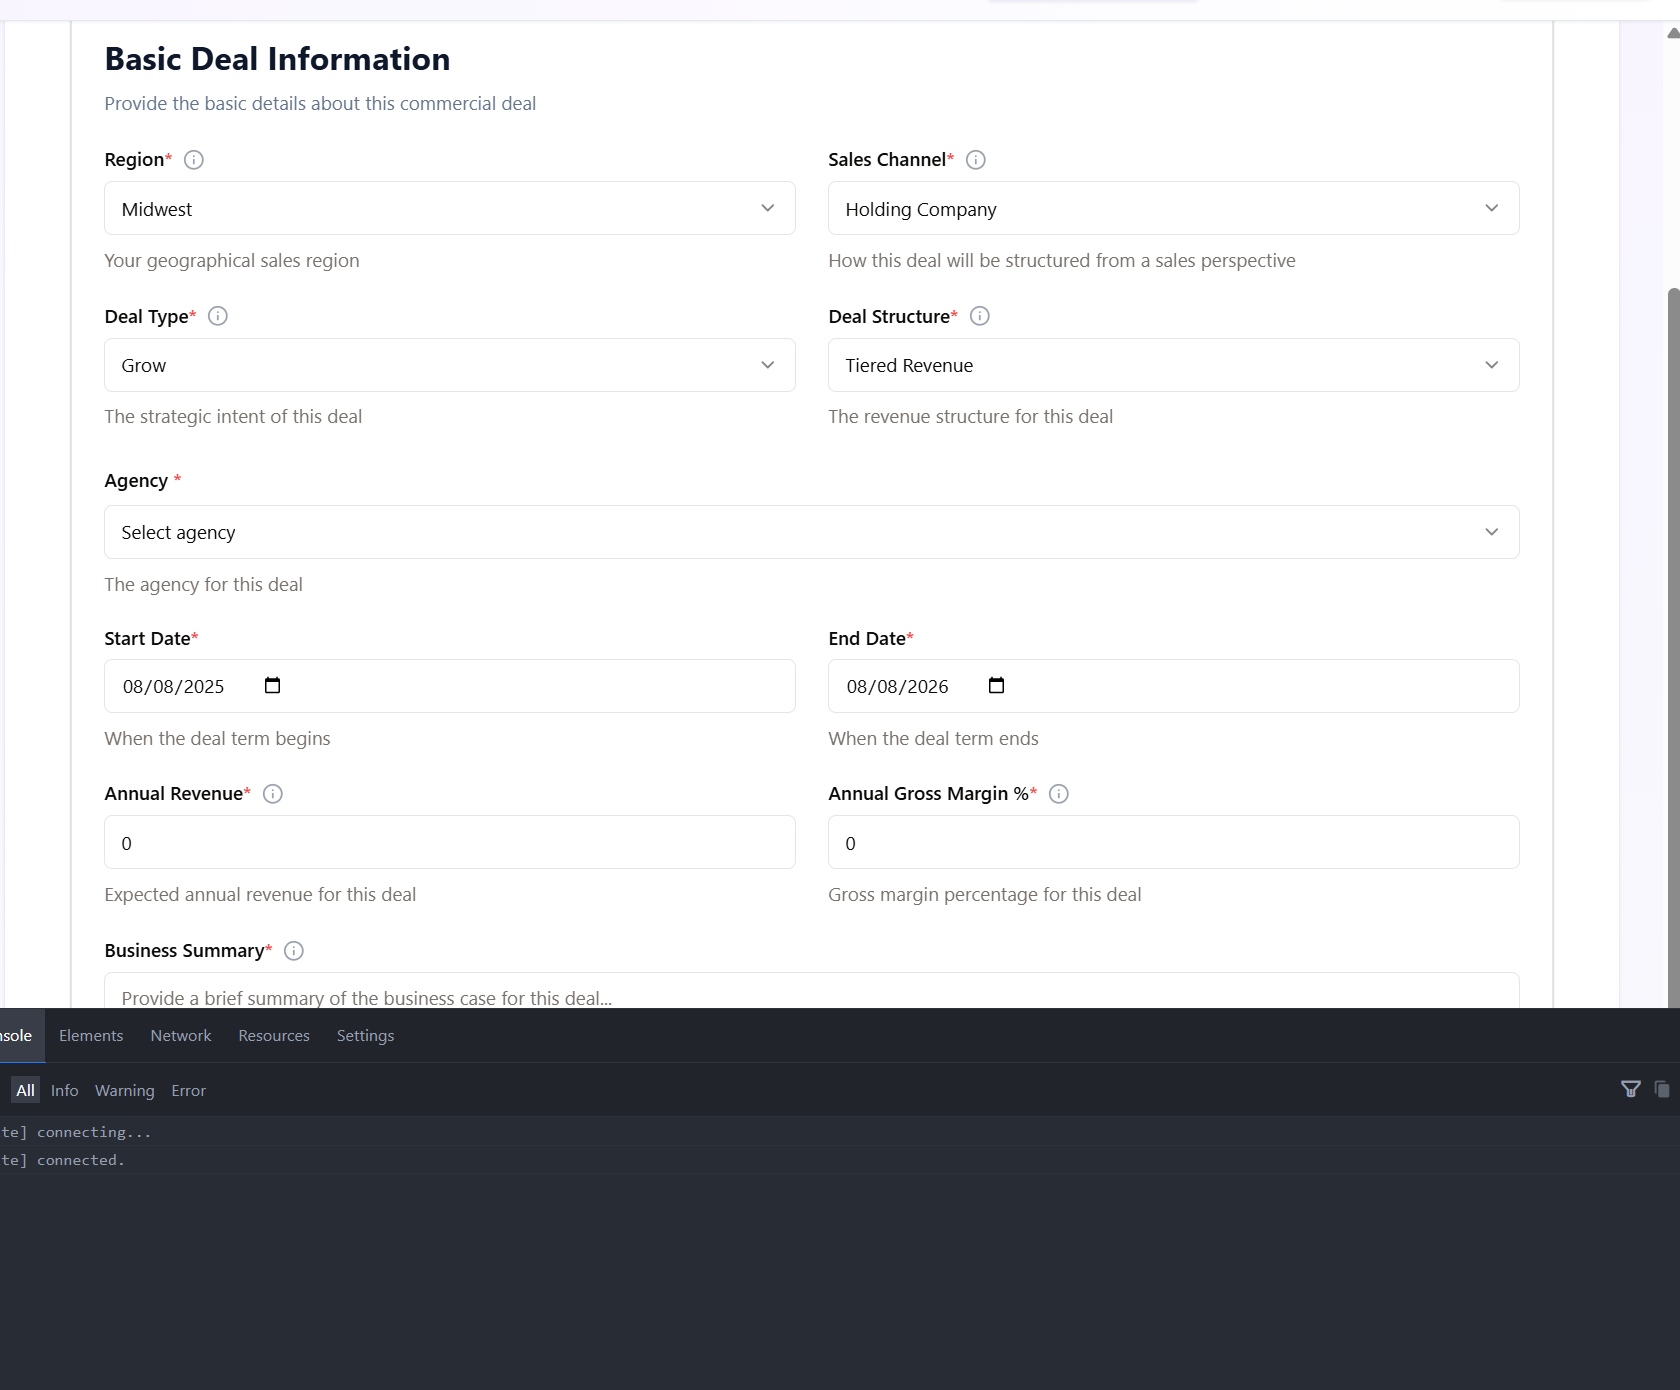 Basic Deal Information
Provide the basic details about this commercial deal
Region*
Sales Channel*
Midwest
Holding Company
Your geographical sales region
How this deal will be structured from a sales perspective
Deal Type*
Deal Structure*
Grow
Tiered Revenue
The strategic intent of this deal
The revenue structure for this deal
Agency *
Select agency
The agency for this deal
Start Date*
End Date*
08/08/2025
08/08/2026
When the deal term begins
When the deal term ends
Annual Revenue*
Annual Gross Margin %*
0
0
Expected annual revenue for this deal
Gross margin percentage for this deal
Business Summary*
Provide a brief summary of the business case for this deal...
nsole Elements Network Resources Settings
All Info Warning Error
te] connecting...
te] connected.